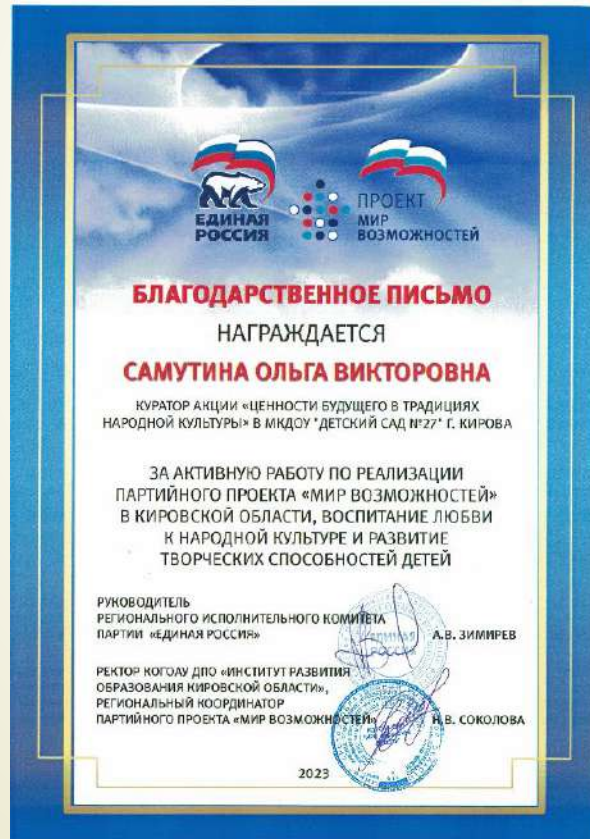 ЕДИНАЯ
РОССИЯ
ПРОЕКТ
МИР
ВОЗМОЖНОСТЕЙ
БЛАГОДАРСТВЕННОЕ ПИСЬМО
НАГРАЖДАЕТСЯ
САМУТИНА ОЛЬГА ВИКТОРОВНА
КУРАТОР АКЦИИ «ЦЕННОСТИ БУДУЩЕГО В ТРАДИЦИЯХ
НАРОДНОЙ КУЛЬТУРЫ» В МКДОУ "ДЕТСКИЙ САД №27" Г. КИРОВА
ЗА АКТИВНУЮ РАБОТУ ПО РЕАЛИЗАЦИИ
ПАРТИЙНОГО ПРОЕКТА «МИР ВОЗМОЖНОСТЕЙ»
В КИРОВСКОЙ ОБЛАСТИ, ВОСПИТАНИЕ ЛЮБВИ
К НАРОДНОЙ КУЛЬТУРЕ И РАЗВИТИЕ
ТВОРЧЕСКИХ СПОСОБНОСТЕЙ ДЕТЕЙ
РУКОВОДИТЕЛЬ
РЕГИОНАЛЬНОГО ИСПОЛНИТЕЛЬНОГО КОМИТЕТА
ПАРТИИ «ЕДИНАЯ РОССИЯ» А.В. ЗИМИРЕВ
ЕДИНАЯ
РОССИЯ
РЕКТОР КОГОАУ ДПО «ИНСТИТУТ РАЗВИТИЯ
ОБРАЗОВАНИЯ КИРОВСКОЙ ОБЛАСТИ»,
РЕГИОНАЛЬНЫЙ КООРДИНАТОР
ПАРТИЙНОГО ПРОЕКТА «МИР ВОЗМОЖНОСТЕЙ» Н.В. СОКОЛОВА
2023